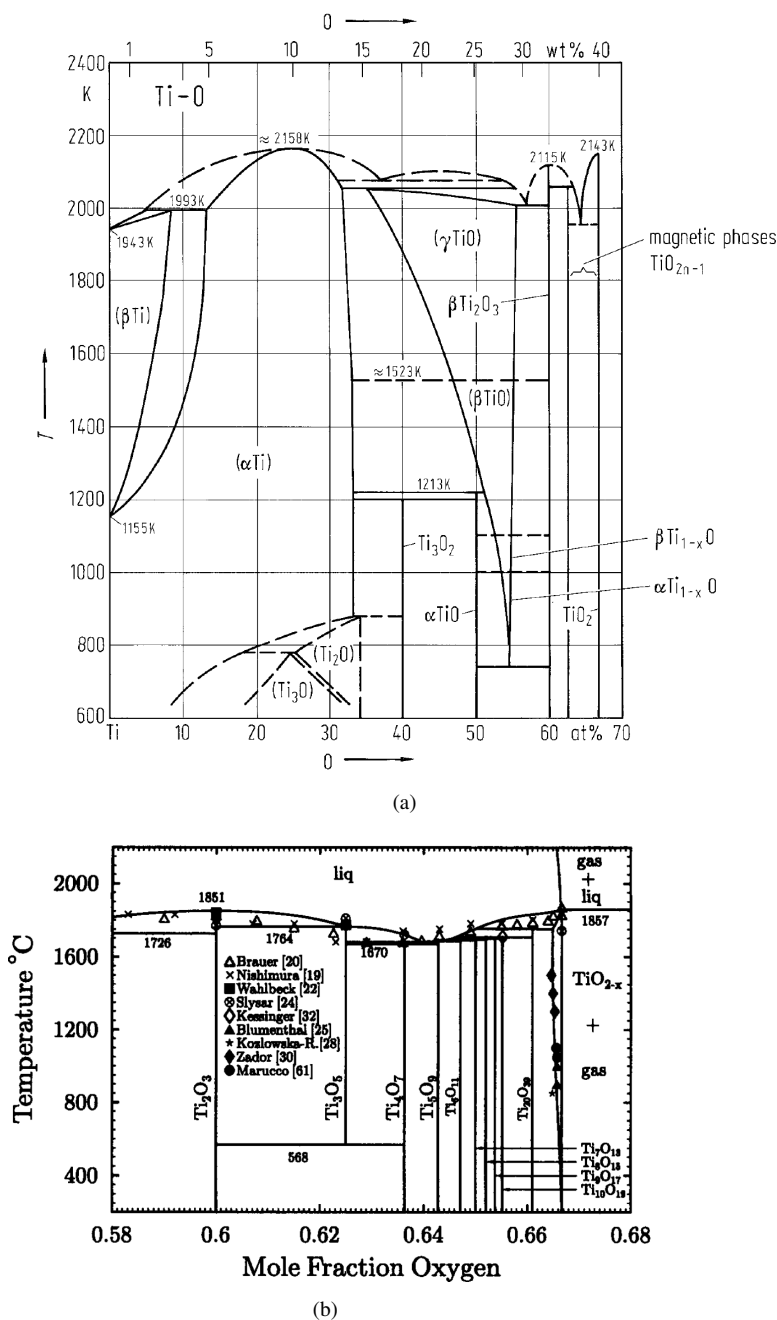 O
1 5 10 15 20 25 30 wt% 40
2400
K
Ti-O
2200
≈2158K
2143K
2115K
2000
1993K
1943K
(γTiO)
magnetic phases
TiO2n-1
1800
(βTi)
βTi2O3
1600
T
≈1523K
(βTiO)
1400
(αTi)
1213K
1200
1155K
Ti3O2
βTi1-xO
1000
αTiO
αTi1-xO
TiO2
800
(Ti2O)
(Ti3O)
600
Ti 10 20 30 40 50 60 at% 70
O
(a)
gas
+
liq
2000
liq
1851
1857
1726
1764
1670
1600
Brauer [20]
Nishimura [19]
Wahlbeck [22]
Slysar [24]
Kessinger [32]
Blumenthal [25]
Kozlowska-R.[28]
Zador [30]
Marucco [61]
TiO2-x
+
gas
1200
Temperature °C
800
Ti2O3
Ti3O5
Ti4O7
Ti5O9
Ti6O11
Ti20O39
568
Ti7O13
Ti8O15
Ti9O17
Ti10O19
400
0.58 0.6 0.62 0.64 0.66 0.68
Mole Fraction Oxygen
(b)